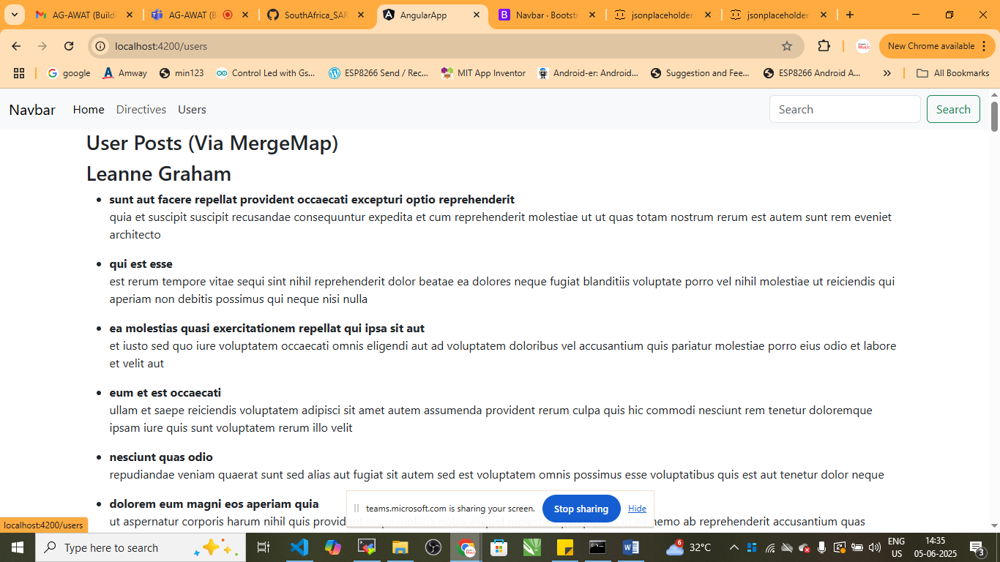 AG-AWAT (Buildi
AG-AWAT (B
SouthAfrica_SAF
AngularApp
Navbar · Bootstr
jsonplaceholder.
jsonplaceholder.
localhost:4200/users
New Chrome available
google
Amway
min123
Control Led with Gs...
ESP8266 Send / Rec...
MIT App Inventor
Android-er: Android...
Suggestion and Fee...
ESP8266 Android A...
All Bookmarks
Navbar
Home
Directives
Users
Search
Search
User Posts (Via MergeMap)
Leanne Graham
sunt aut facere repellat provident occaecati excepturi optio reprehenderit
quia et suscipit suscipit recusandae consequuntur expedita et cum reprehenderit molestiae ut ut quas totam nostrum rerum est autem sunt rem eveniet
architecto
qui est esse
est rerum tempore vitae sequi sint nihil reprehenderit dolor beatae ea dolores neque fugiat blanditiis voluptate porro vel nihil molestiae ut reiciendis qui
aperiam non debitis possimus qui neque nisi nulla
ea molestias quasi exercitationem repellat qui ipsa sit aut
et iusto sed quo iure voluptatem occaecati omnis eligendi aut ad voluptatem doloribus vel accusantium quis pariatur molestiae porro eius odio et labore
et velit aut
eum et est occaecati
ullam et saepe reiciendis voluptatem adipisci sit amet autem assumenda provident rerum culpa quis hic commodi nesciunt rem tenetur doloremque
ipsam iure quis sunt voluptatem rerum illo velit
nesciunt quas odio
repudiandae veniam quaerat sunt sed alias aut fugiat sit autem sed est voluptatem omnis possimus esse voluptatibus quis est aut tenetur dolor neque
dolorem eum magni eos aperiam quia
ut aspernatur corporis harum nihil quis provident nemo ab reprehenderit accusantium quas
teams.microsoft.com is sharing your screen.
Stop sharing
Hide
localhost:4200/users
Type here to search
6
32°C
ENG
US
14:35
05-06-2025
3